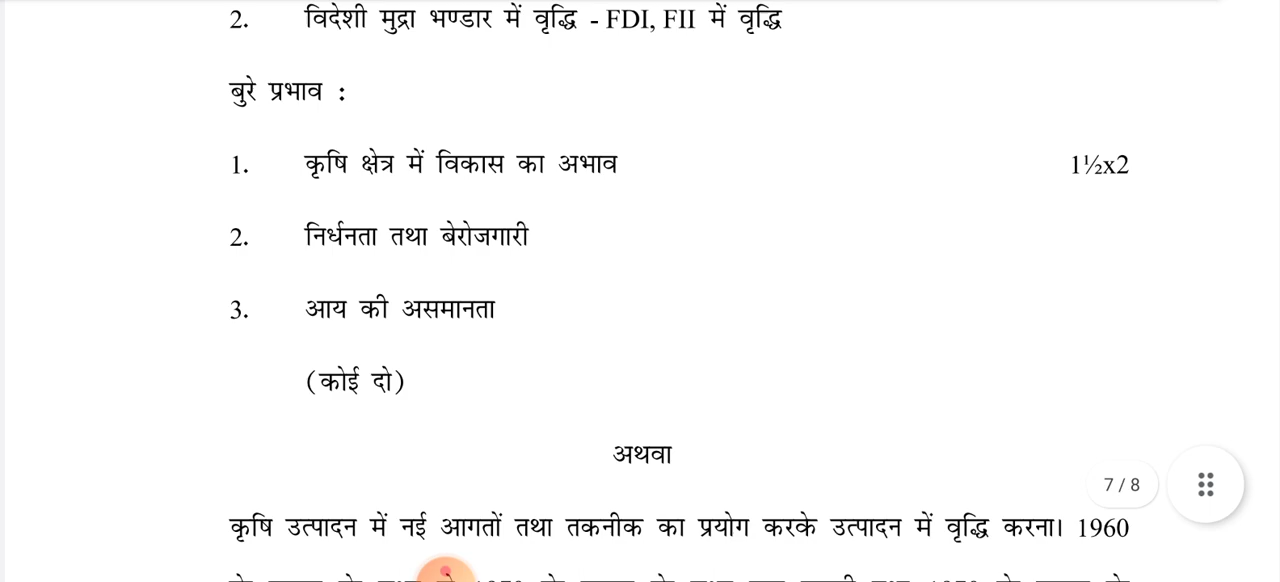 2. विदेशी मुद्रा भण्डार में वृद्धि - FDI, FII में वृद्धि
बुरे प्रभाव :
1. कृषि क्षेत्र में विकास का अभाव 1½x2
2. निर्धनता तथा बेरोजगारी
3. आय की असमानता
(कोई दो)
अथवा
7 / 8
कृषि उत्पादन में नई आगतों तथा तकनीक का प्रयोग करके उत्पादन में वृद्धि करना। 1960